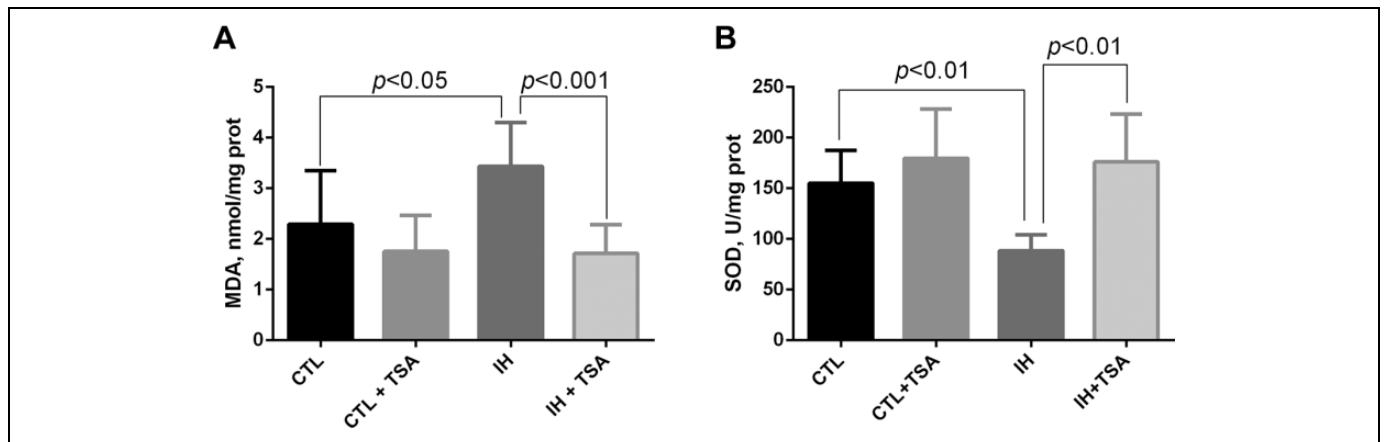 A
p<0.05
p<0.001
MDA, nmol/mg prot
5
4
3
2
1
0
CTL
CTL + TSA
IH
IH + TSA
B
p<0.01
p<0.01
SOD, U/mg prot
250
200
150
100
50
0
CTL
CTL+TSA
IH
IH+TSA